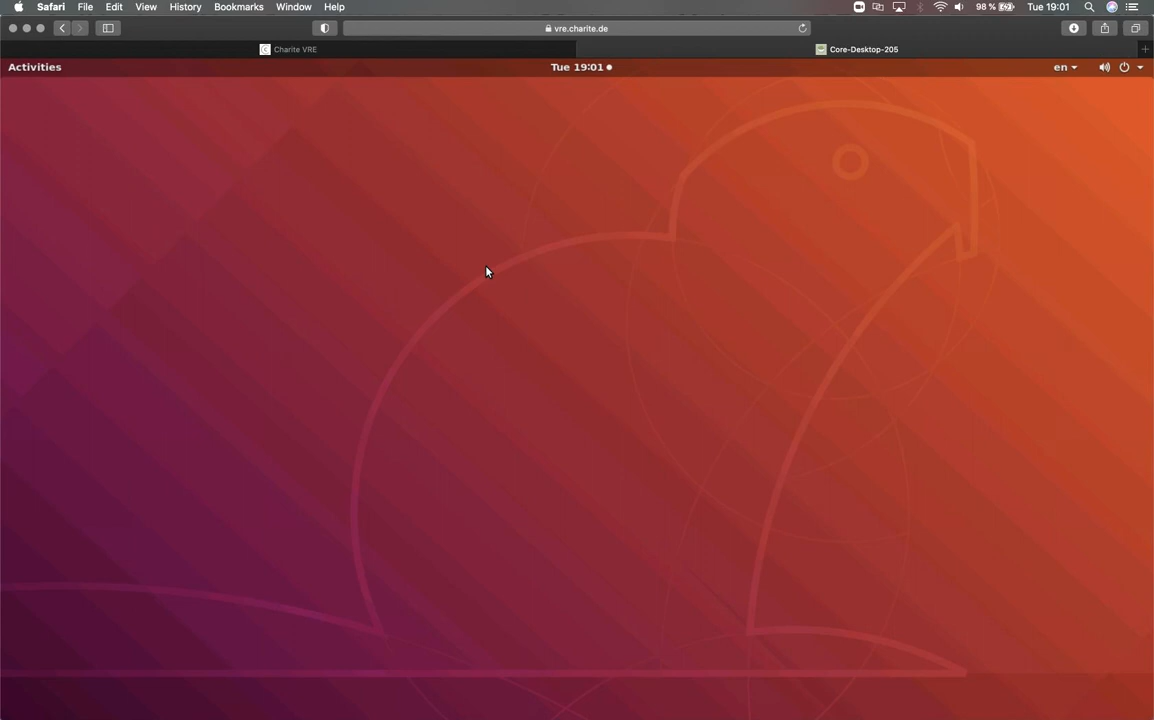 Safari File Edit View History Bookmarks Window Help 98 % Tue 19:01
vre.charite.de
Charite VRE Core-Desktop-205
Activities Tue 19:01 en